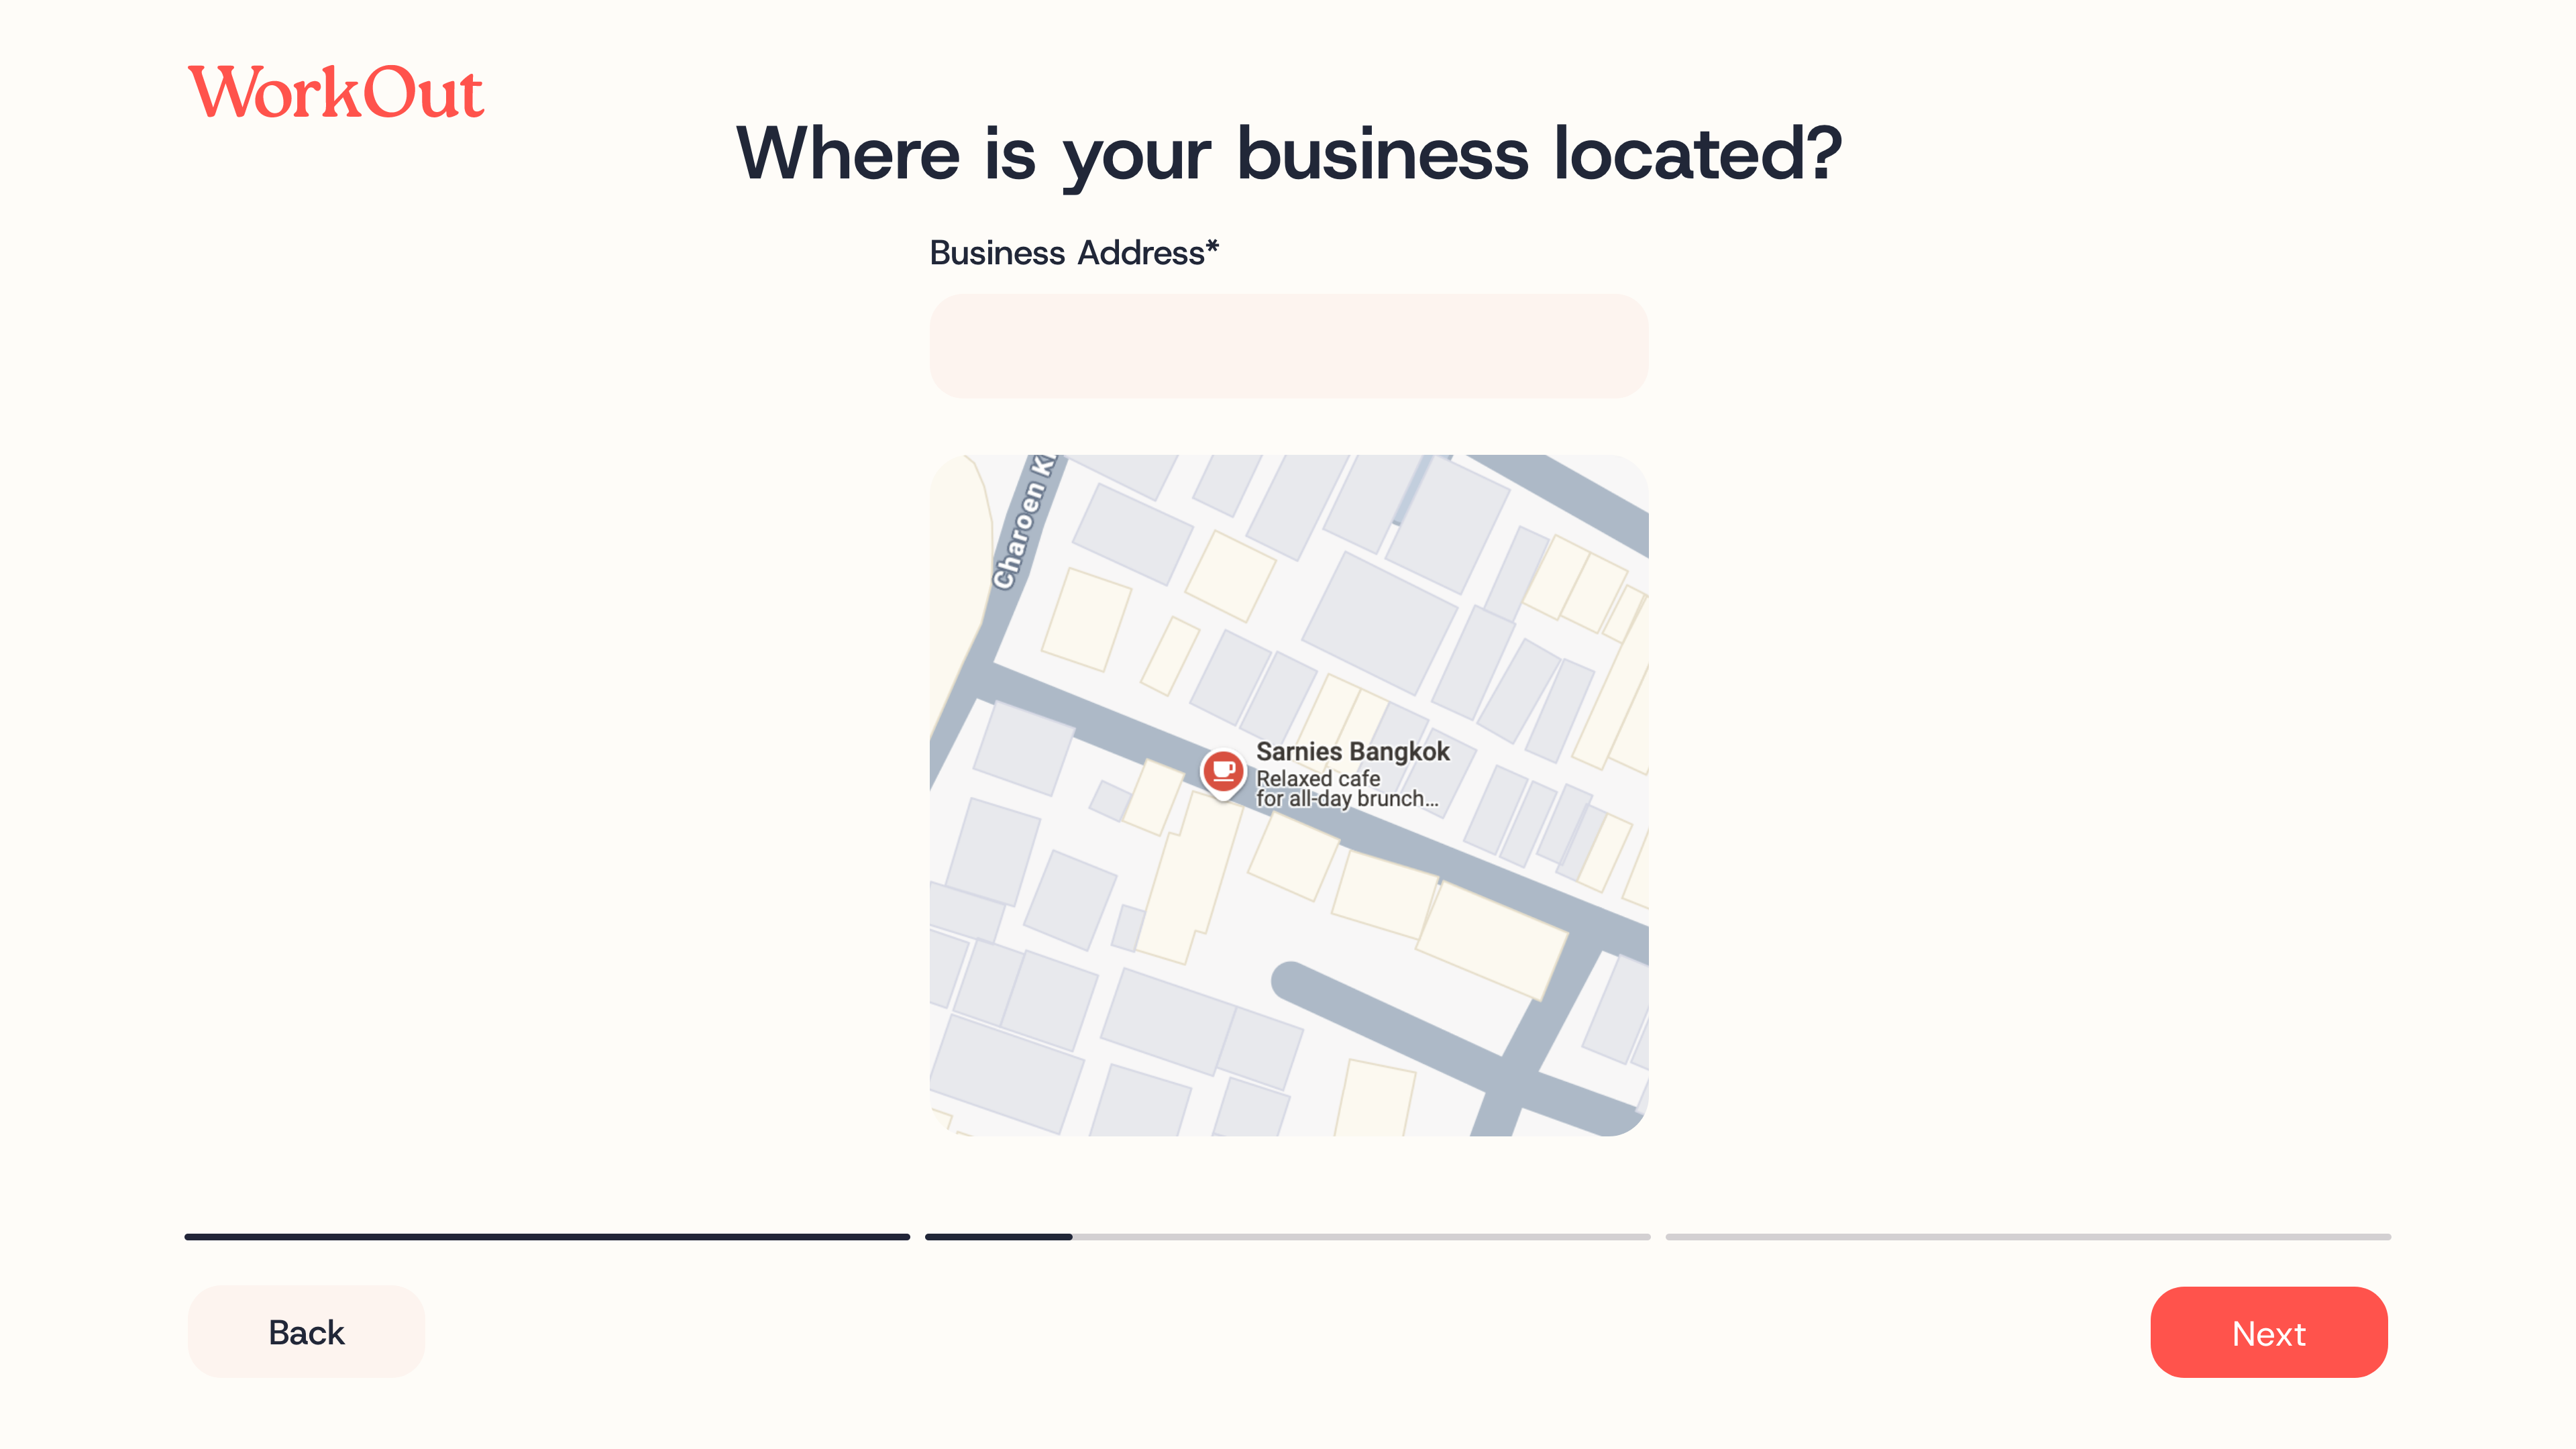 WorkOut
Where is your business located?
Business Address*
Charoen
Sarnies Bangkok
Relaxed cafe
for all-day brunch...
Back
Next